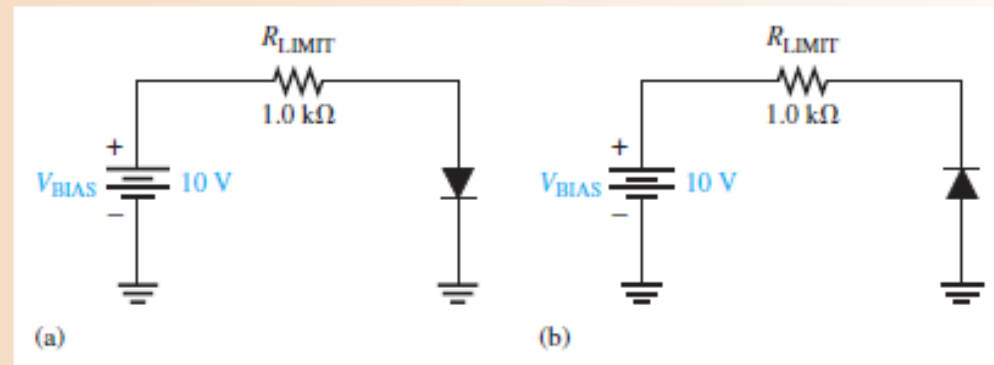 R_LIMIT R_LIMIT
1.0 kΩ 1.0 kΩ
+ +
V_BIAS 10 V V_BIAS 10 V
− −
(a) (b)